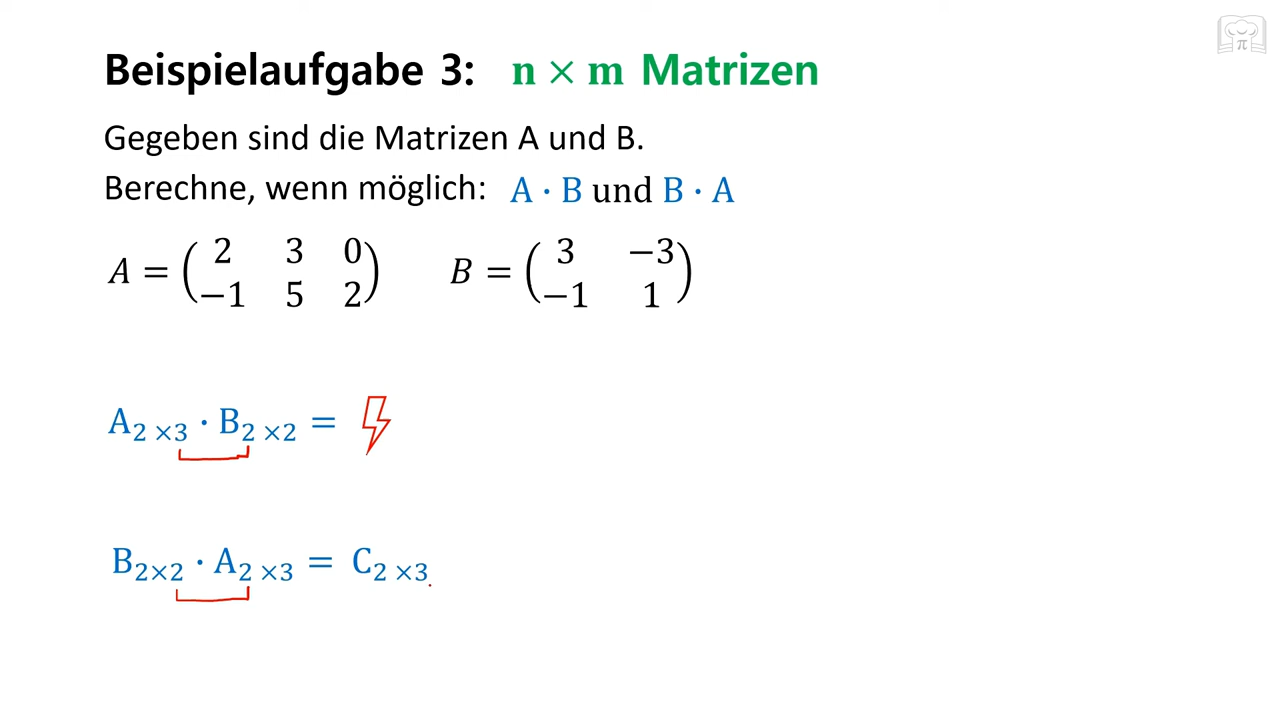 Beispielaufgabe 3: n × m Matrizen
Gegeben sind die Matrizen A und B.
Berechne, wenn möglich: A · B und B · A
A = ( 2 3 0 ) B = ( 3 −3 )
( −1 5 2 ) ( −1 1 )
A₂ ×₃ · B₂ ×₂ =
B₂×₂ · A₂ ×₃ = C₂ ×₃